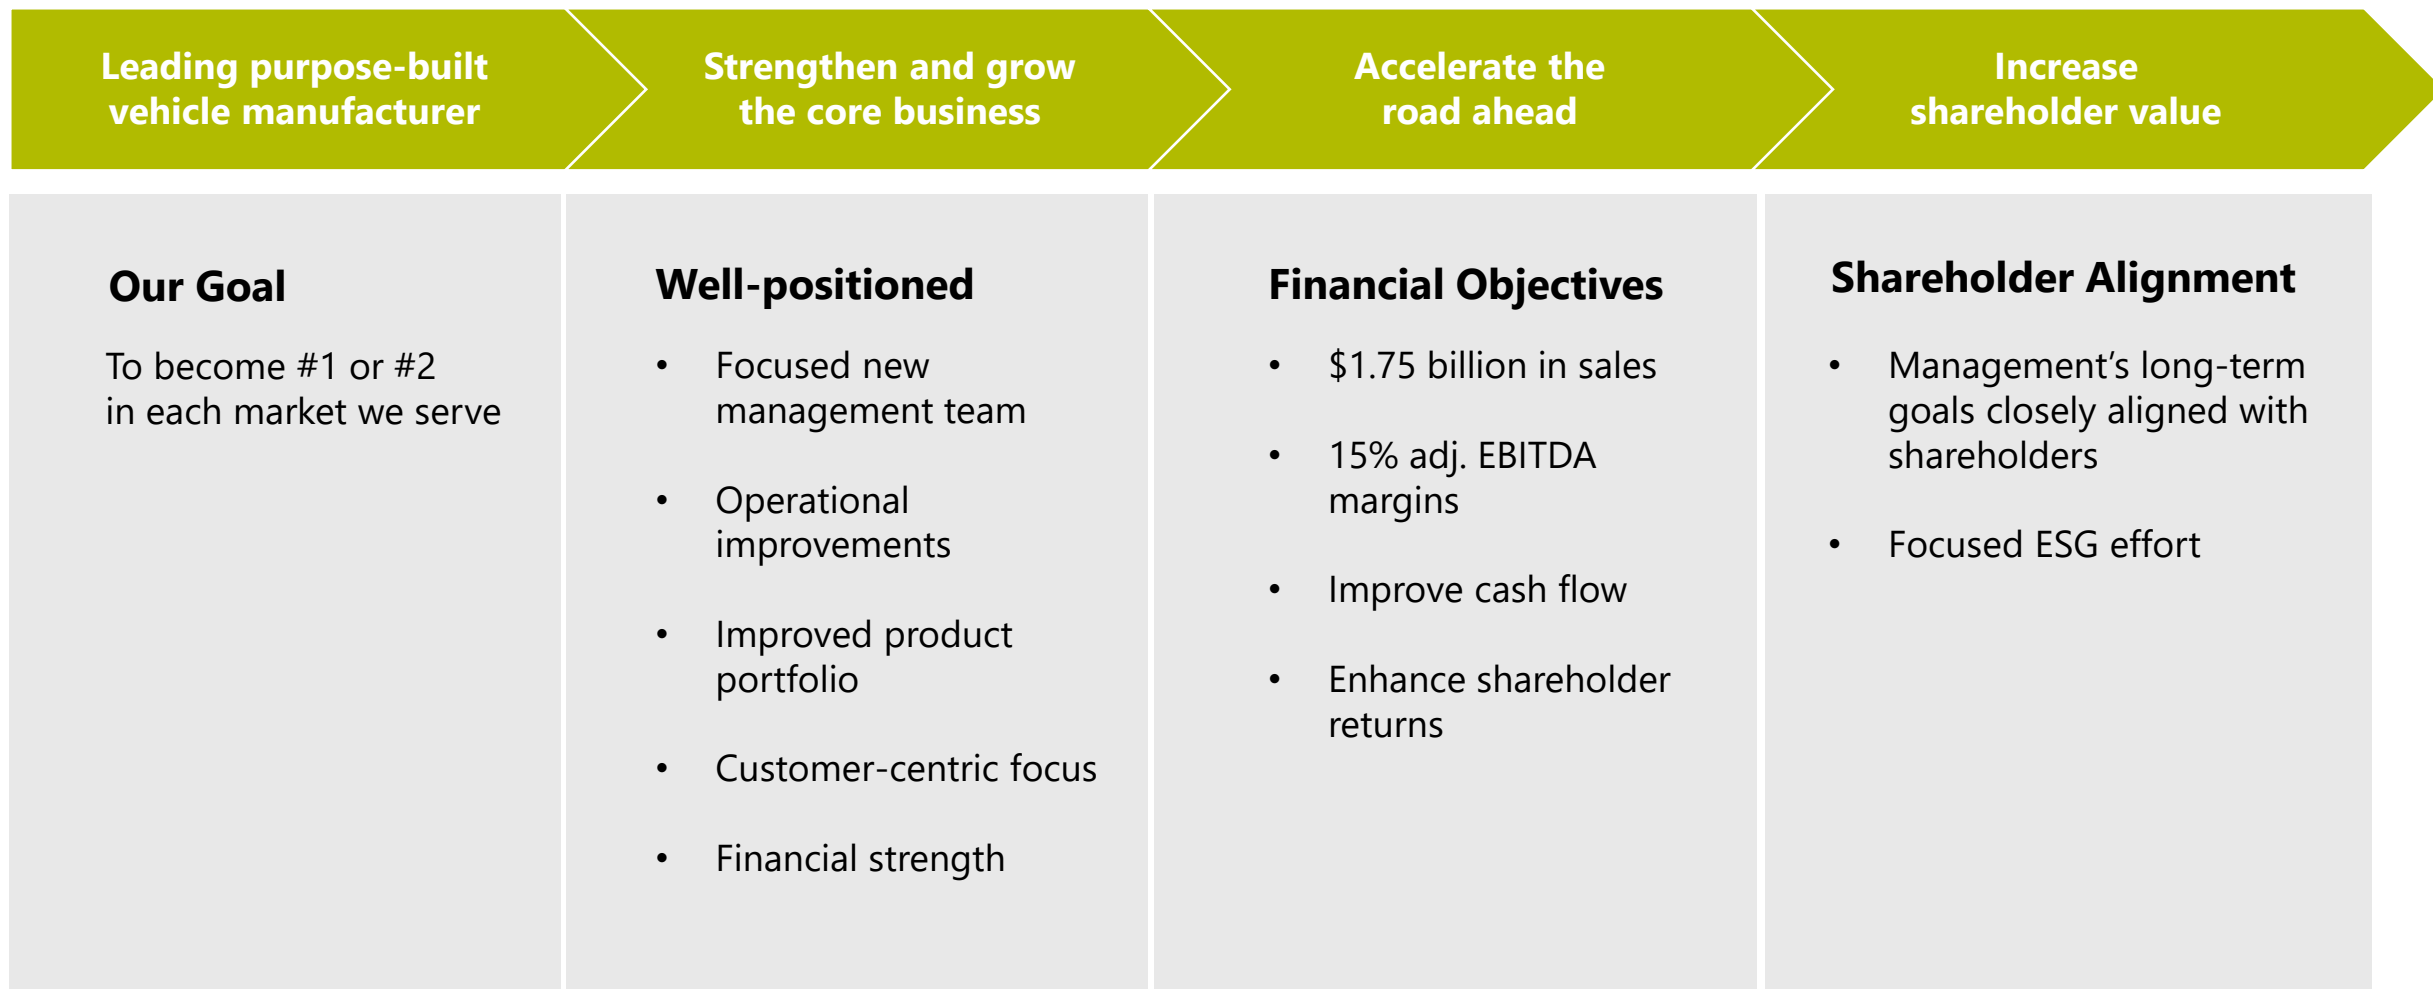 Leading purpose-built
vehicle manufacturer
Strengthen and grow
the core business
Accelerate the
road ahead
Increase
shareholder value
Our Goal
To become #1 or #2
in each market we serve
Well-positioned
• Focused new
management team
• Operational
improvements
• Improved product
portfolio
• Customer-centric focus
• Financial strength
Financial Objectives
• $1.75 billion in sales
• 15% adj. EBITDA
margins
• Improve cash flow
• Enhance shareholder
returns
Shareholder Alignment
• Management’s long-term
goals closely aligned with
shareholders
• Focused ESG effort